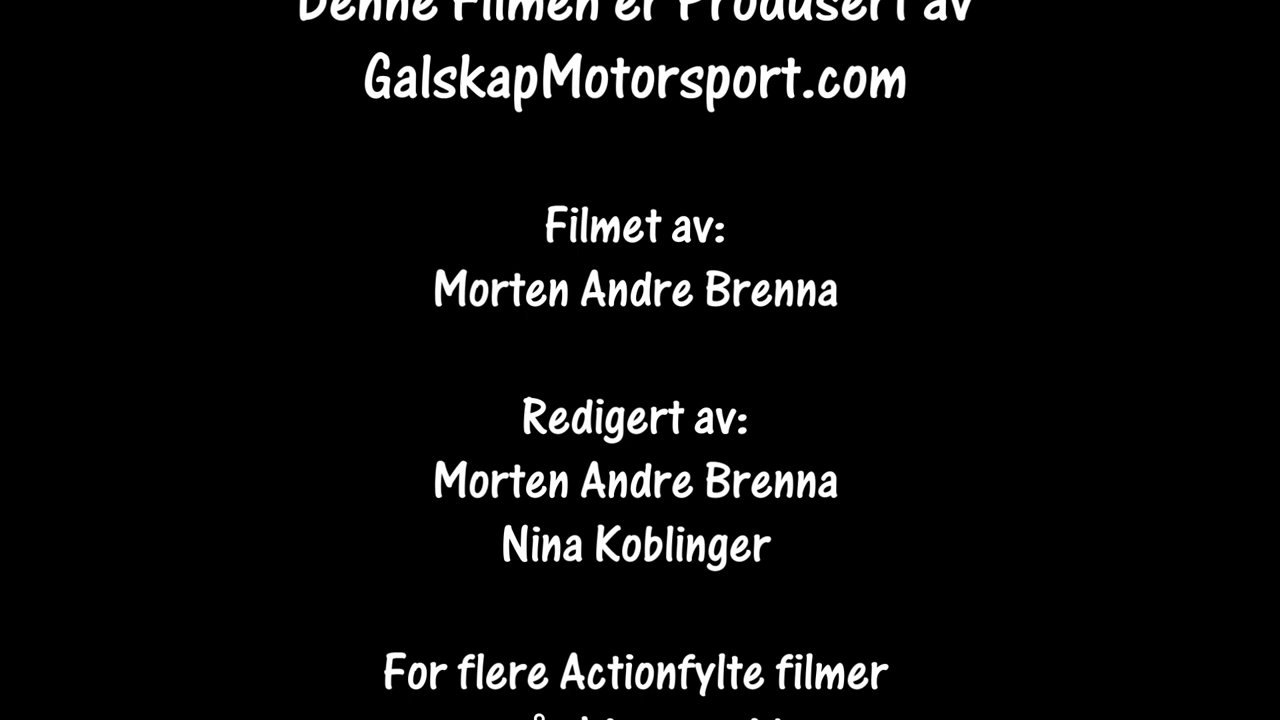 Denne Filmen er Produsert av
GalskapMotorsport.com
Filmet av:
Morten Andre Brenna
Redigert av:
Morten Andre Brenna
Nina Koblinger
For flere Actionfylte filmer